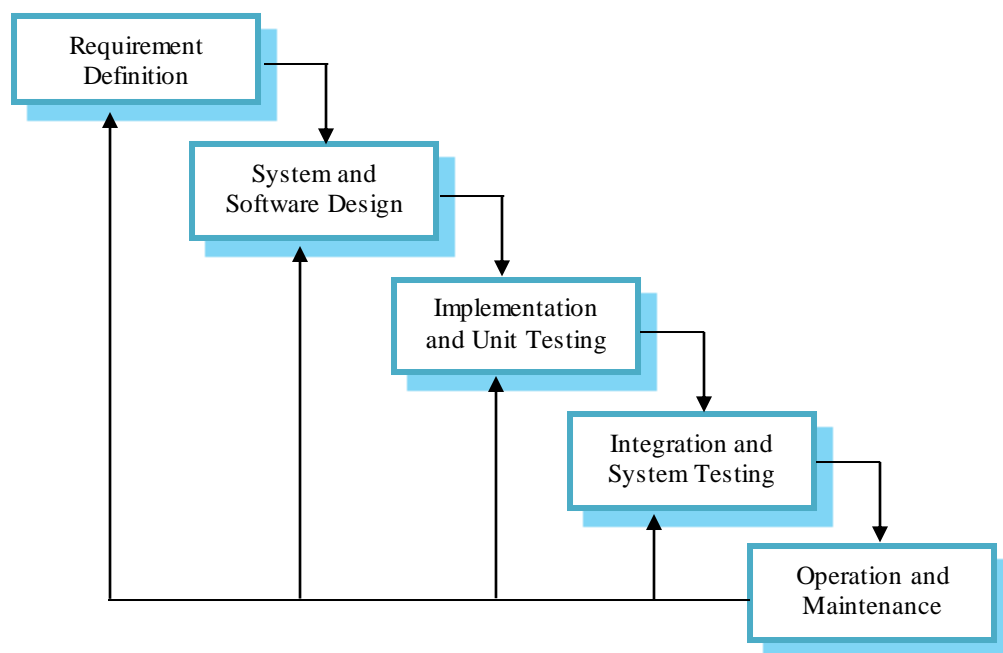 Requirement
Definition
System and
Software Design
Implementation
and Unit Testing
Integration and
System Testing
Operation and
Maintenance